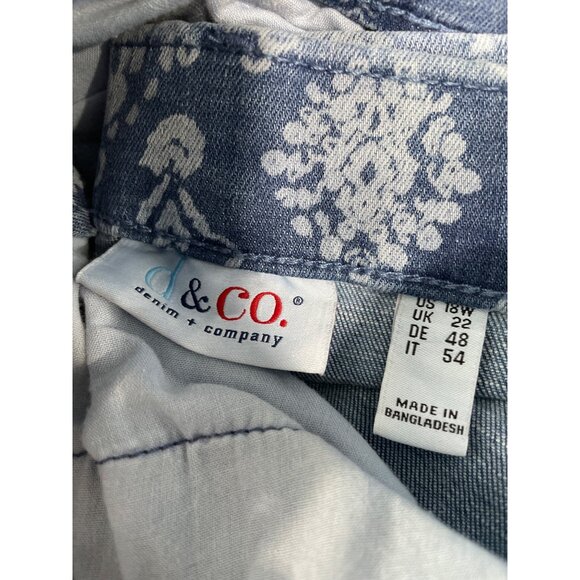 d & CO.®
denim + company
US 18W
UK 22
DE 48
IT 54
MADE IN
BANGLADESH